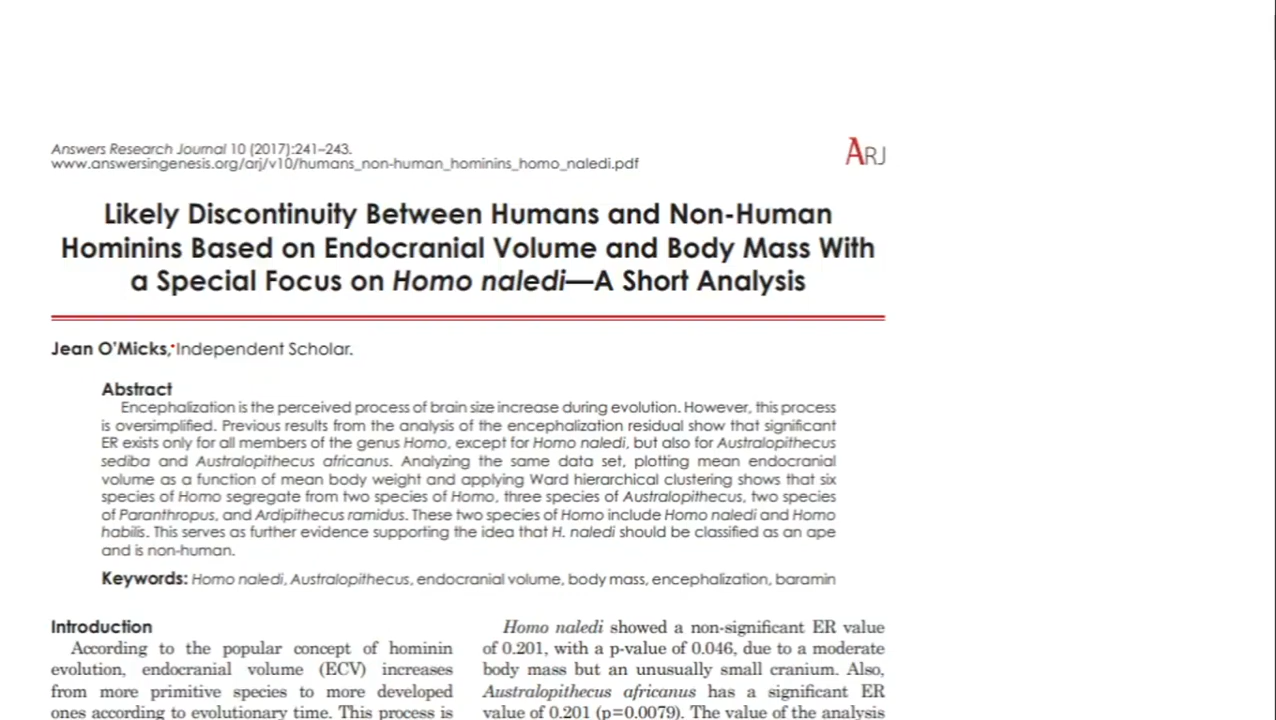 Answers Research Journal 10 (2017):241–243.
www.answersingenesis.org/arj/v10/humans_non-human_hominins_homo_naledi.pdf
ARJ
Likely Discontinuity Between Humans and Non-Human
Hominins Based on Endocranial Volume and Body Mass With
a Special Focus on Homo naledi—A Short Analysis
Jean O'Micks, Independent Scholar.
Abstract
Encephalization is the perceived process of brain size increase during evolution. However, this process
is oversimplified. Previous results from the analysis of the encephalization residual show that significant
ER exists only for all members of the genus Homo, except for Homo naledi, but also for Australopithecus
sediba and Australopithecus africanus. Analyzing the same data set, plotting mean endocranial
volume as a function of mean body weight and applying Ward hierarchical clustering shows that six
species of Homo segregate from two species of Homo, three species of Australopithecus, two species
of Paranthropus, and Ardipithecus ramidus. These two species of Homo include Homo naledi and Homo
habilis. This serves as further evidence supporting the idea that H. naledi should be classified as an ape
and is non-human.
Keywords: Homo naledi, Australopithecus, endocranial volume, body mass, encephalization, baramin
Introduction
According to the popular concept of hominin
evolution, endocranial volume (ECV) increases
from more primitive species to more developed
ones according to evolutionary time. This process is
Homo naledi showed a non-significant ER value
of 0.201, with a p-value of 0.046, due to a moderate
body mass but an unusually small cranium. Also,
Australopithecus africanus has a significant ER
value of 0.201 (p=0.0079). The value of the analysis